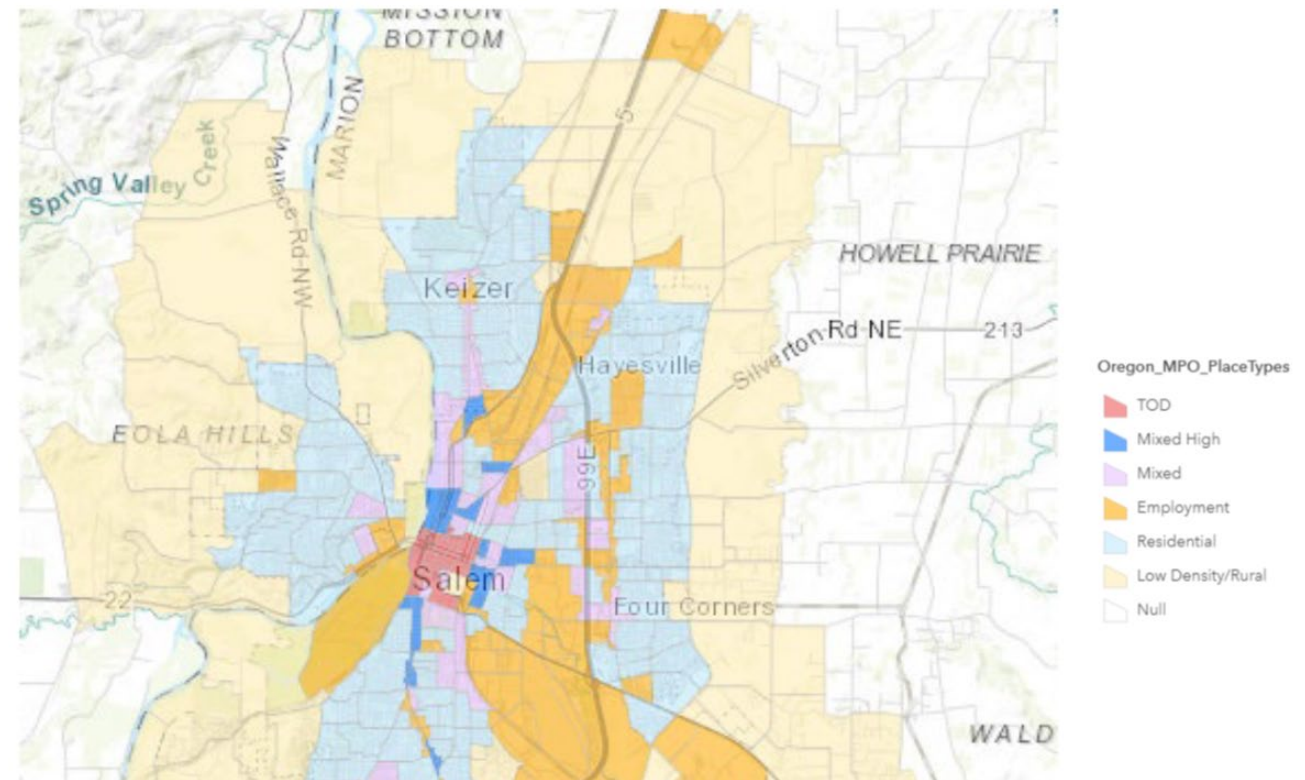 MISSION
BOTTOM
5
MARION
Wallace Rd NW
Spring Valley Creek
HOWELL PRAIRIE
Keizer
Silverton Rd NE
213
Hayesville
EOLA HILLS
99E
Salem
22
Four Corners
WALD
Oregon_MPO_PlaceTypes
TOD
Mixed High
Mixed
Employment
Residential
Low Density/Rural
Null